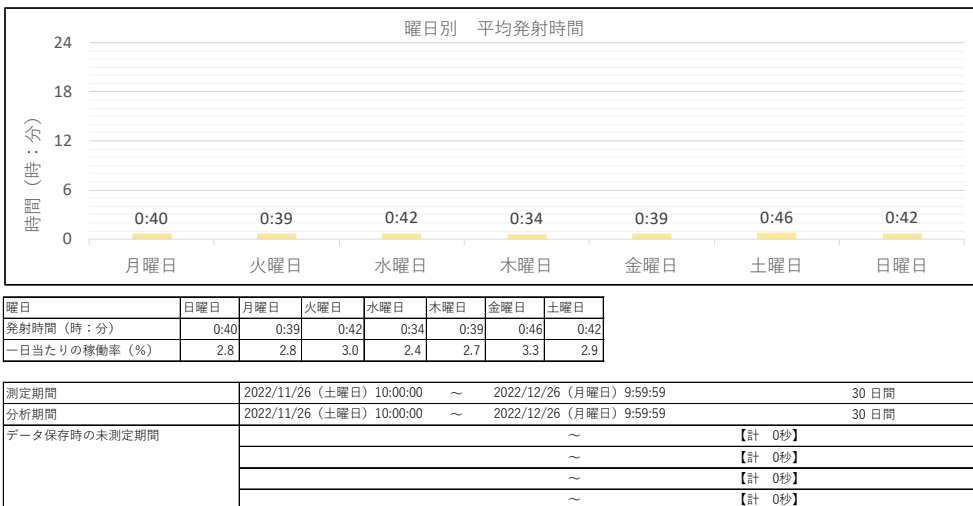 曜日別　平均発射時間
24
18
12
6
0
時間（時：分）
0:40 0:39 0:42 0:34 0:39 0:46 0:42
月曜日 火曜日 水曜日 木曜日 金曜日 土曜日 日曜日
曜日 日曜日 月曜日 火曜日 水曜日 木曜日 金曜日 土曜日
発射時間（時：分） 0:40 0:39 0:42 0:34 0:39 0:46 0:42
一日当たりの稼働率（%） 2.8 2.8 3.0 2.4 2.7 3.3 2.9
測定期間 2022/11/26（土曜日）10:00:00 ～ 2022/12/26（月曜日）9:59:59 30 日間
分析期間 2022/11/26（土曜日）10:00:00 ～ 2022/12/26（月曜日）9:59:59 30 日間
データ保存時の未測定期間 ～ 【計　0秒】
～ 【計　0秒】
～ 【計　0秒】
～ 【計　0秒】